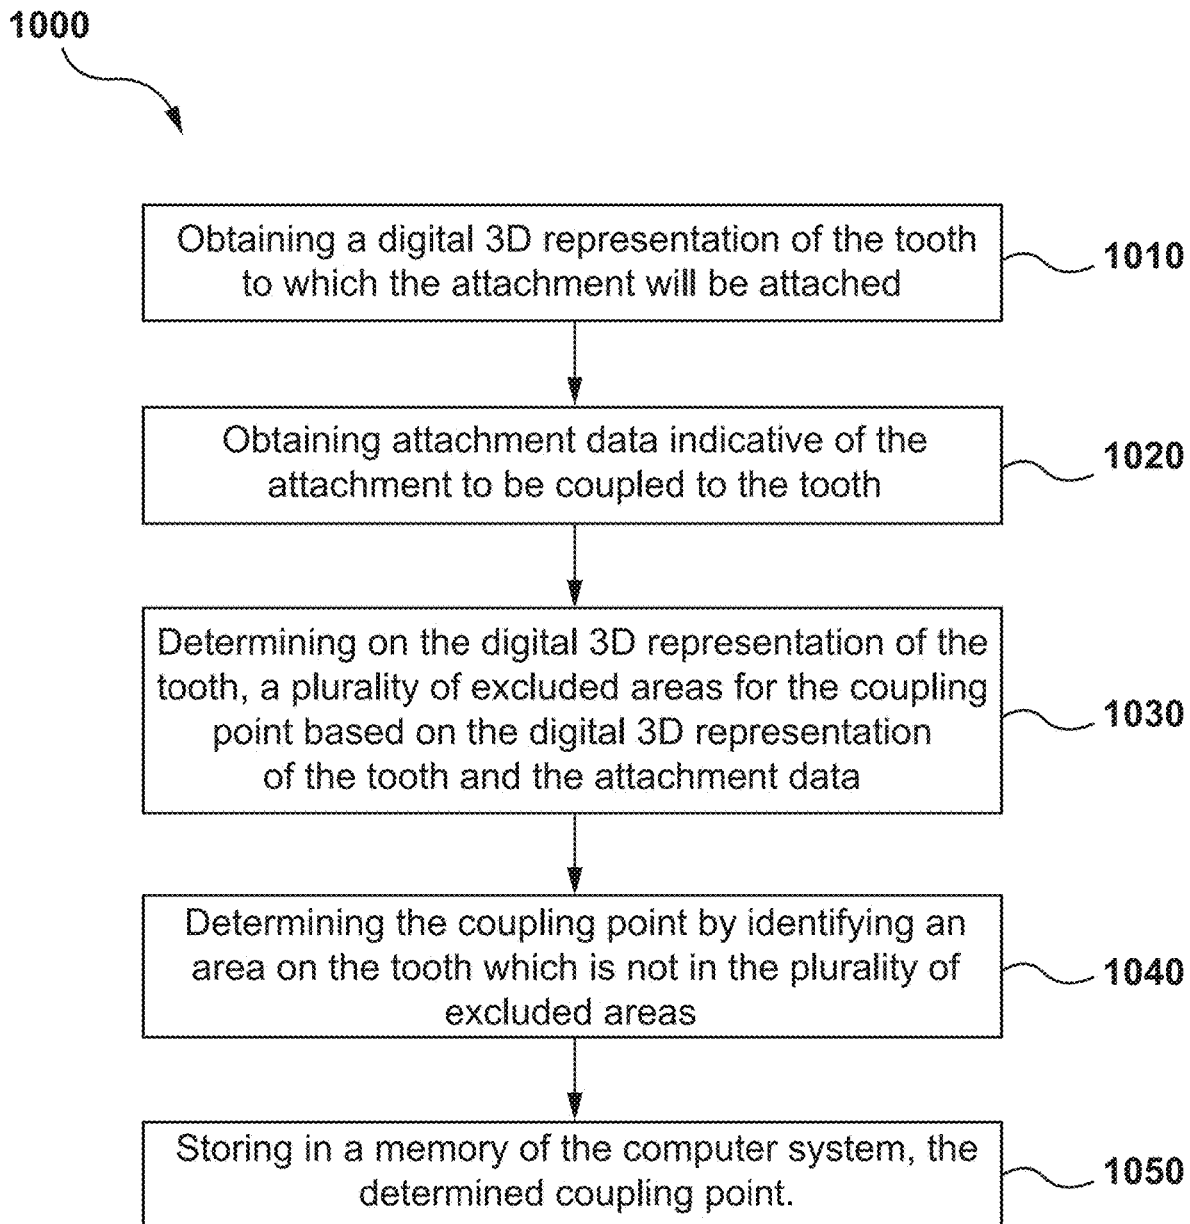 1000
Obtaining a digital 3D representation of the tooth
to which the attachment will be attached
1010
Obtaining attachment data indicative of the
attachment to be coupled to the tooth
1020
Determining on the digital 3D representation of the
tooth, a plurality of excluded areas for the coupling
point based on the digital 3D representation
of the tooth and the attachment data
1030
Determining the coupling point by identifying an
area on the tooth which is not in the plurality of
excluded areas
1040
Storing in a memory of the computer system, the
determined coupling point.
1050